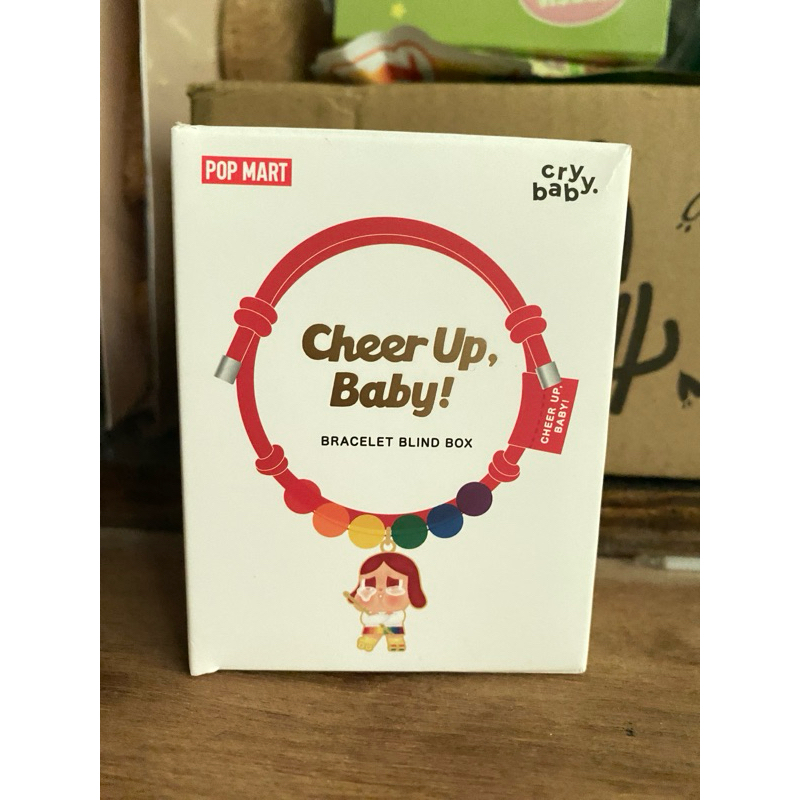 POP MART
cry
baby.
Cheer Up,
Baby!
BRACELET BLIND BOX
CHEER UP,
BABY!